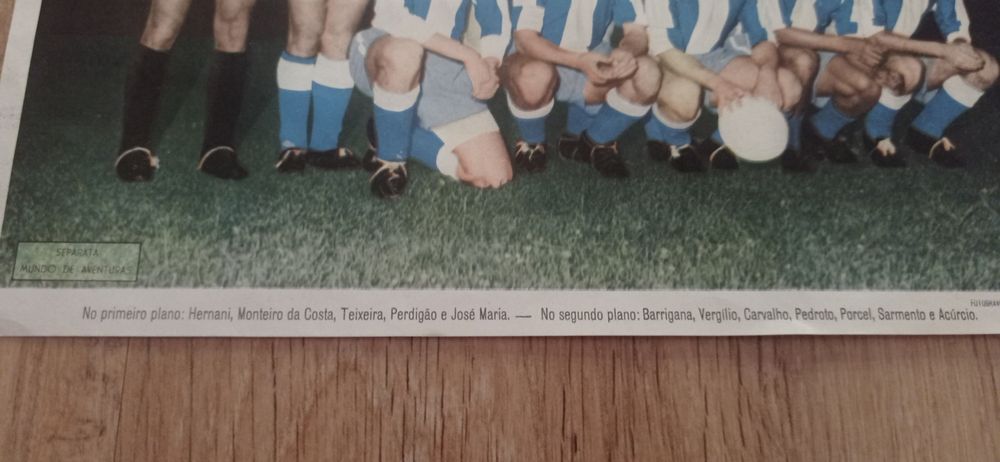 SEPARATA
MUNDO DE AVENTURAS
No primeiro plano: Hernani, Monteiro da Costa, Teixeira, Perdigão e José Maria. — No segundo plano: Barrigana, Vergílio, Carvalho, Pedroto, Porcel, Sarmento e Acúrcio.